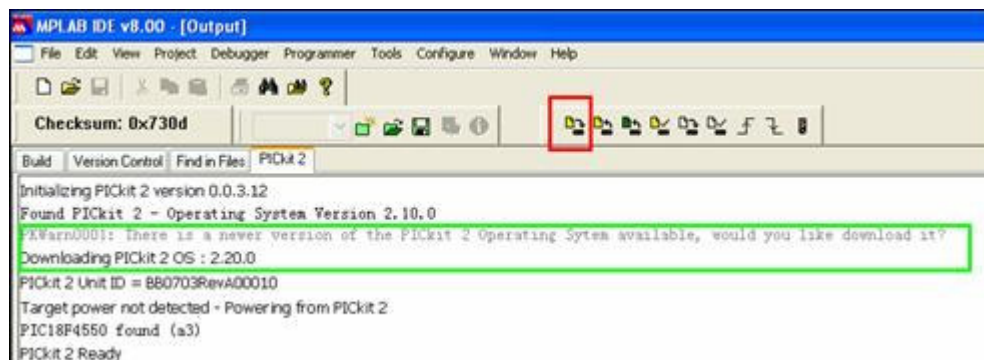 MPLAB IDE v8.00 - [Output]
File Edit View Project Debugger Programmer Tools Configure Window Help
Checksum: 0x730d
Build Version Control Find in Files PICkit 2
Initializing PICkit 2 version 0.0.3.12
Found PICkit 2 - Operating System Version 2.10.0
PKWarn0001: There is a newer version of the PICkit 2 Operating Sytem available, would you like download it?
Downloading PICkit 2 OS : 2.20.0
PICkit 2 Unit ID = BB0703RevA00010
Target power not detected - Powering from PICkit 2
PIC18F4550 found (a3)
PICkit 2 Ready